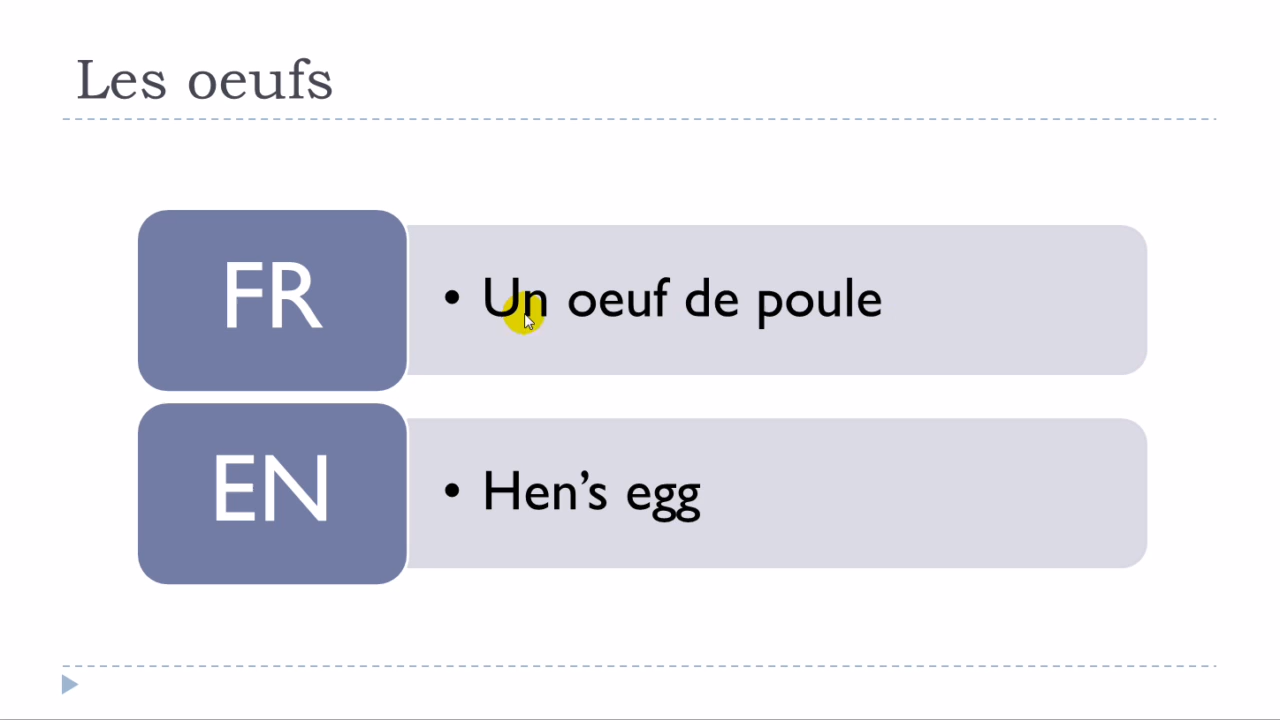 Les oeufs
FR
• Un oeuf de poule
EN
• Hen’s egg